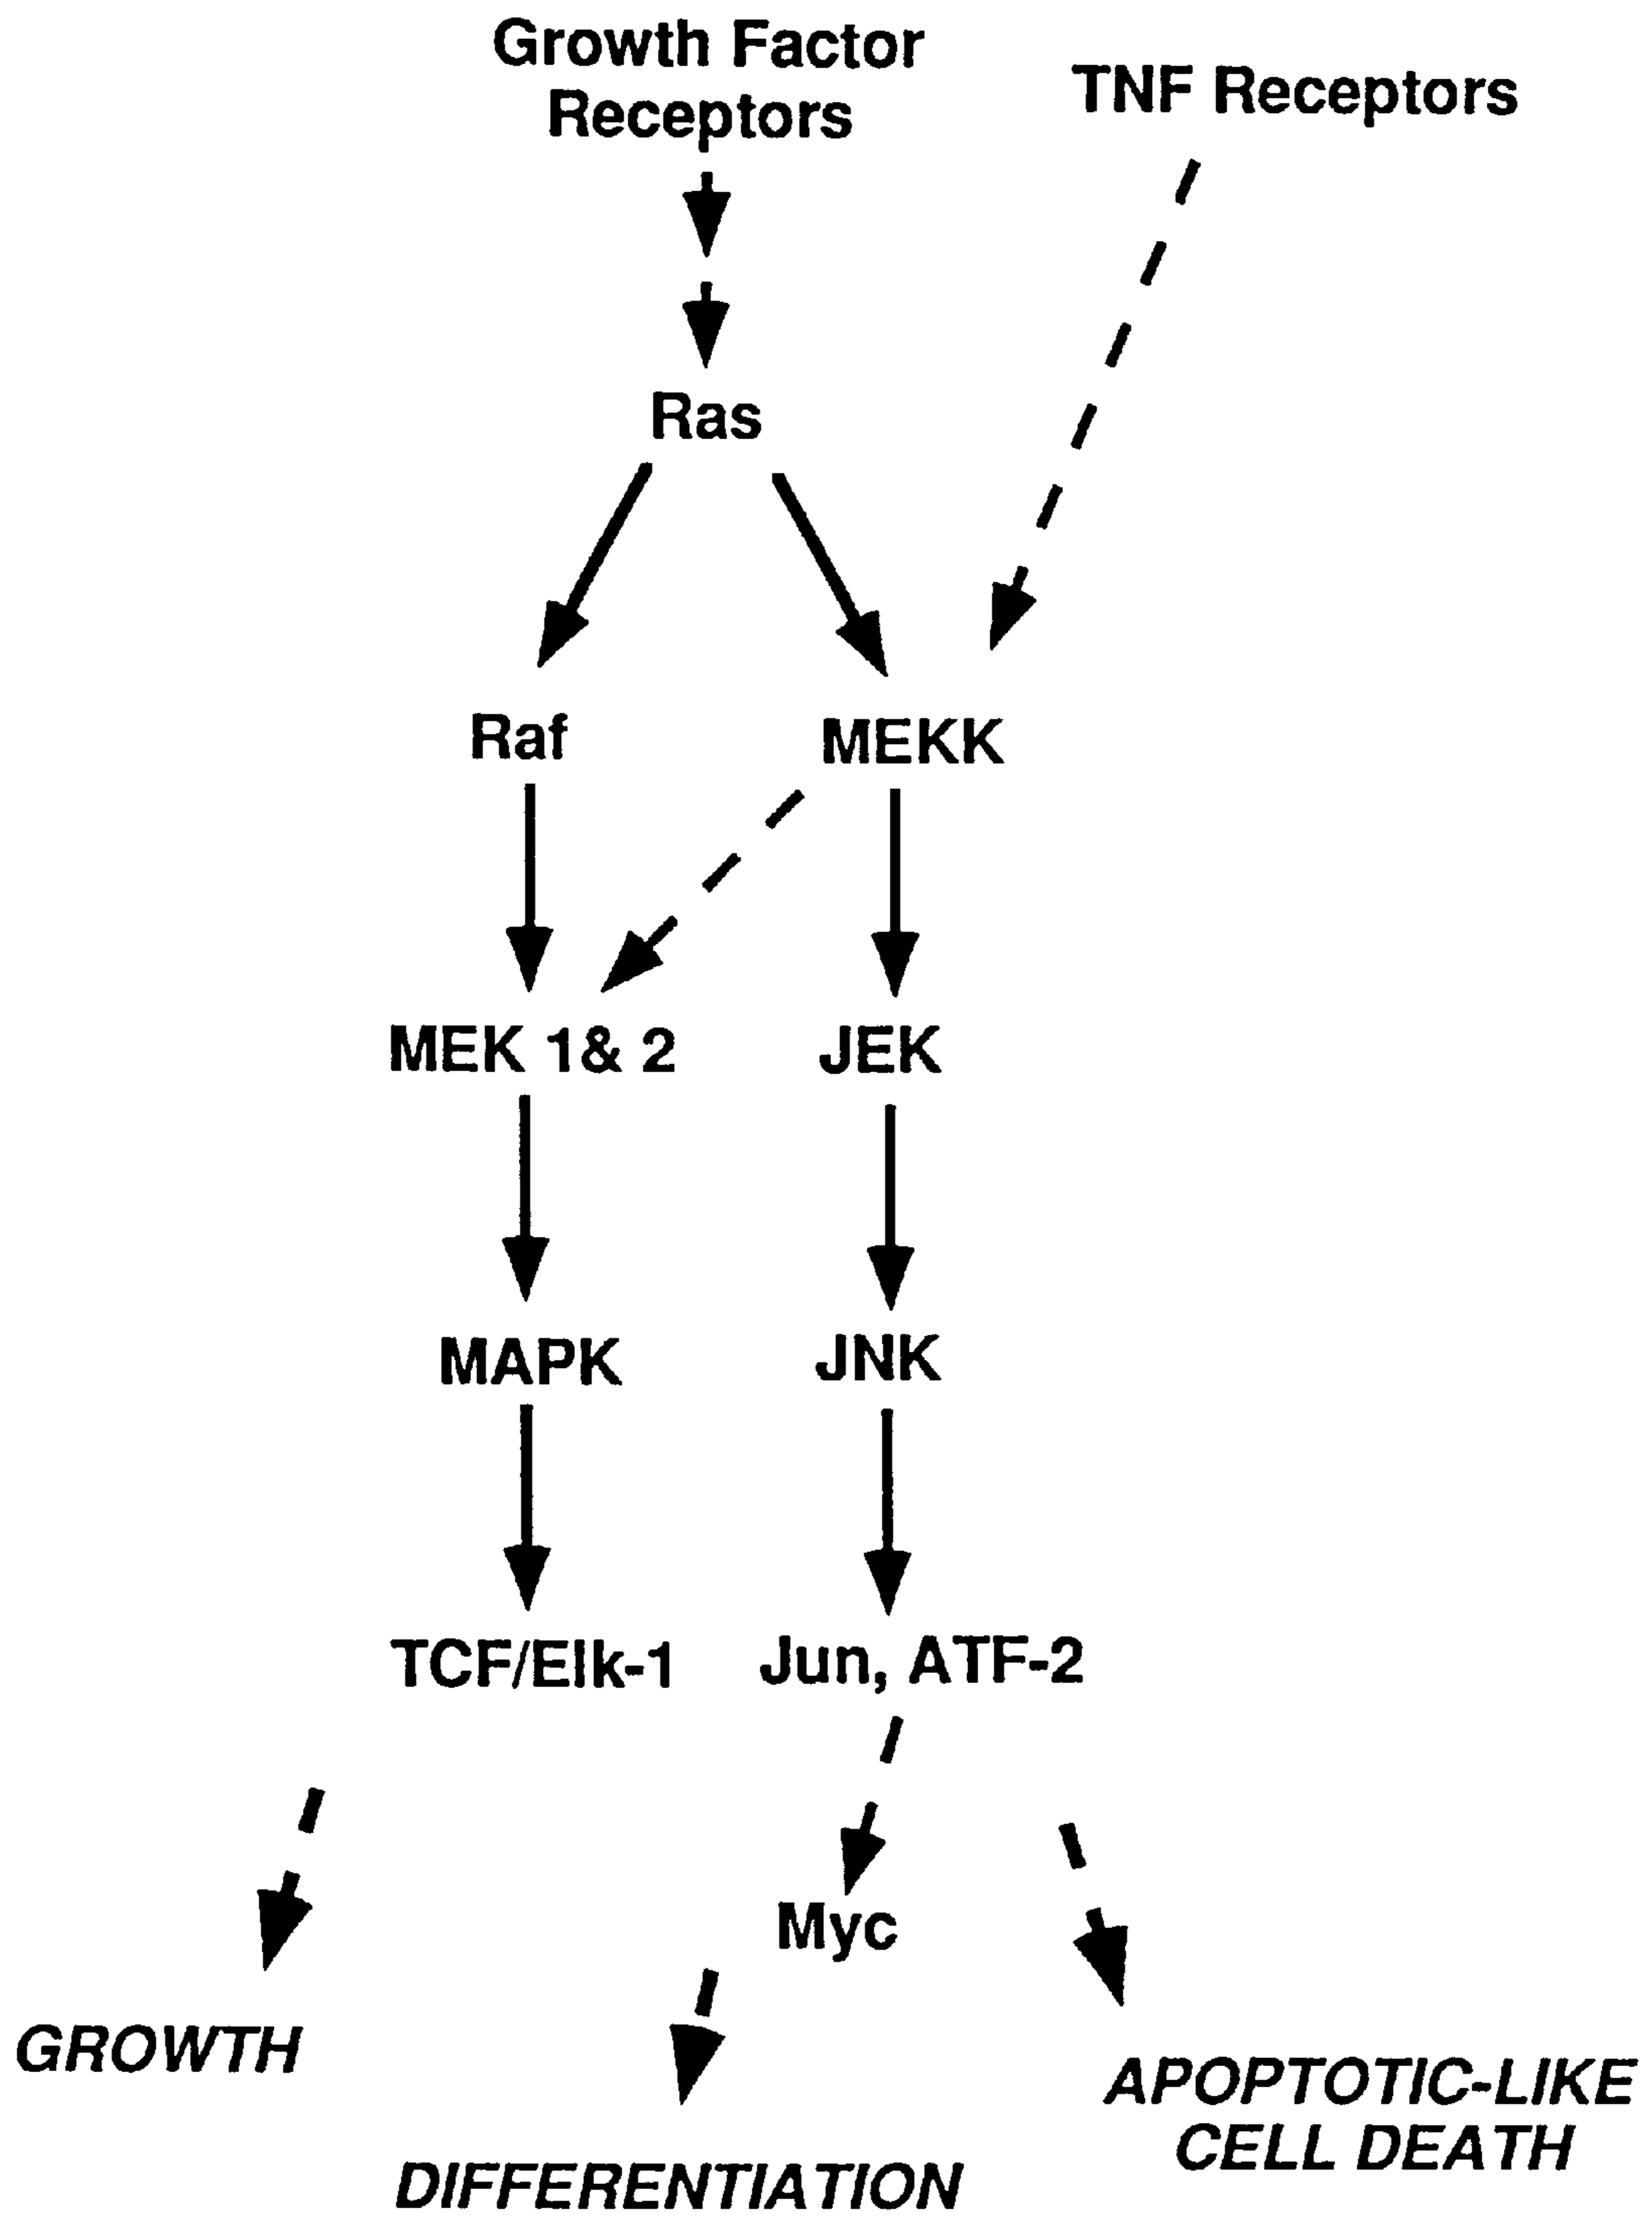 Growth Factor
Receptors
TNF Receptors
Ras
Raf
MEKK
MEK 1& 2
JEK
MAPK
JNK
TCF/Elk-1
Jun, ATF-2
Myc
GROWTH
APOPTOTIC-LIKE
CELL DEATH
DIFFERENTIATION